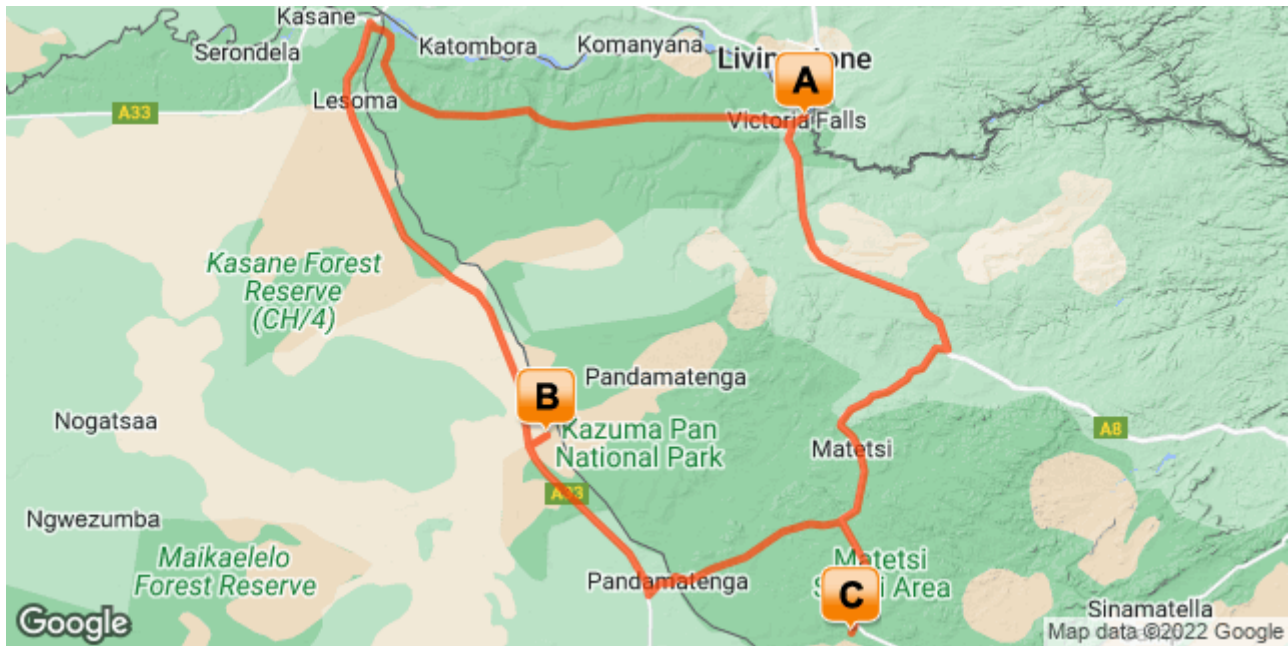 Kasane
Serondela
Katombora
Komanyana
A
Lesoma
A33
Victoria Falls
Kasane Forest
Reserve
(CH/4)
B
Pandamatenga
Nogatsaa
Kazuma Pan
National Park
A8
Matetsi
Ngwezumba
Maikaelelo
Forest Reserve
Pandamatenga
Matetsi
Area
C
Sinamatella
Google
Map data ©2022 Google